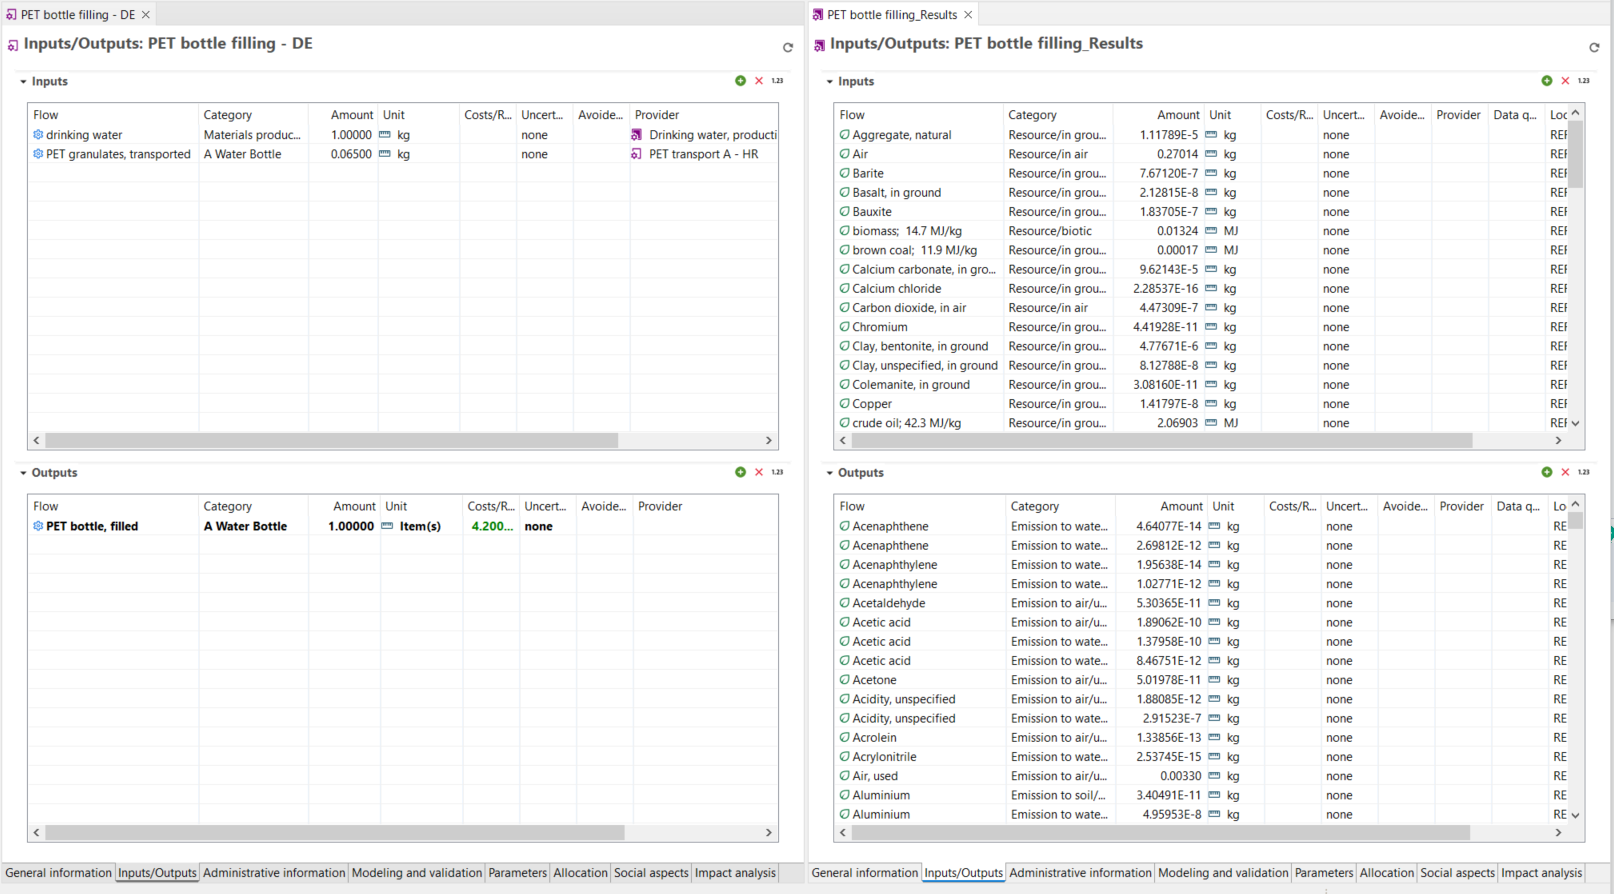 PET bottle filling - DE
Inputs/Outputs: PET bottle filling - DE
Inputs
1.23
Flow Category Amount Unit Costs/R... Uncert... Avoide... Provider
drinking water Materials produc... 1.00000 kg none Drinking water, producti
PET granulates, transported A Water Bottle 0.06500 kg none PET transport A - HR
Outputs
1.23
Flow Category Amount Unit Costs/R... Uncert... Avoide... Provider
PET bottle, filled A Water Bottle 1.00000 Item(s) 4.200... none
General information Inputs/Outputs Administrative information Modeling and validation Parameters Allocation Social aspects Impact analysis
PET bottle filling_Results
Inputs/Outputs: PET bottle filling_Results
Inputs
1.23
Flow Category Amount Unit Costs/R... Uncert... Avoide... Provider Data q... Loc
Aggregate, natural Resource/in grou... 1.11789E-5 kg none REF
Air Resource/in air 0.27014 kg none REF
Barite Resource/in grou... 7.67120E-7 kg none REF
Basalt, in ground Resource/in grou... 2.12815E-8 kg none REF
Bauxite Resource/in grou... 1.83705E-7 kg none REF
biomass; 14.7 MJ/kg Resource/biotic 0.01324 MJ none REF
brown coal; 11.9 MJ/kg Resource/in grou... 0.00017 MJ none REF
Calcium carbonate, in gro... Resource/in grou... 9.62143E-5 kg none REF
Calcium chloride Resource/in grou... 2.28537E-16 kg none REF
Carbon dioxide, in air Resource/in air 4.47309E-7 kg none REF
Chromium Resource/in grou... 4.41928E-11 kg none REF
Clay, bentonite, in ground Resource/in grou... 4.77671E-6 kg none REF
Clay, unspecified, in ground Resource/in grou... 8.12788E-8 kg none REF
Colemanite, in ground Resource/in grou... 3.08160E-11 kg none REF
Copper Resource/in grou... 1.41797E-8 kg none REF
crude oil; 42.3 MJ/kg Resource/in grou... 2.06903 MJ none REF
Outputs
1.23
Flow Category Amount Unit Costs/R... Uncert... Avoide... Provider Data q... Lo
Acenaphthene Emission to wate... 4.64077E-14 kg none RE
Acenaphthene Emission to wate... 2.69812E-12 kg none RE
Acenaphthylene Emission to wate... 1.95638E-14 kg none RE
Acenaphthylene Emission to wate... 1.02771E-12 kg none RE
Acetaldehyde Emission to air/u... 5.30365E-11 kg none RE
Acetic acid Emission to air/u... 1.89062E-10 kg none RE
Acetic acid Emission to wate... 1.37958E-10 kg none RE
Acetic acid Emission to wate... 8.46751E-12 kg none RE
Acetone Emission to air/u... 5.01978E-11 kg none RE
Acidity, unspecified Emission to air/u... 1.88085E-12 kg none RE
Acidity, unspecified Emission to wate... 2.91523E-7 kg none RE
Acrolein Emission to air/u... 1.33856E-13 kg none RE
Acrylonitrile Emission to wate... 2.53745E-15 kg none RE
Air, used Emission to air/u... 0.00330 kg none RE
Aluminium Emission to soil/... 3.40491E-11 kg none RE
Aluminium Emission to wate... 4.95953E-8 kg none RE
General information Inputs/Outputs Administrative information Modeling and validation Parameters Allocation Social aspects Impact analysis